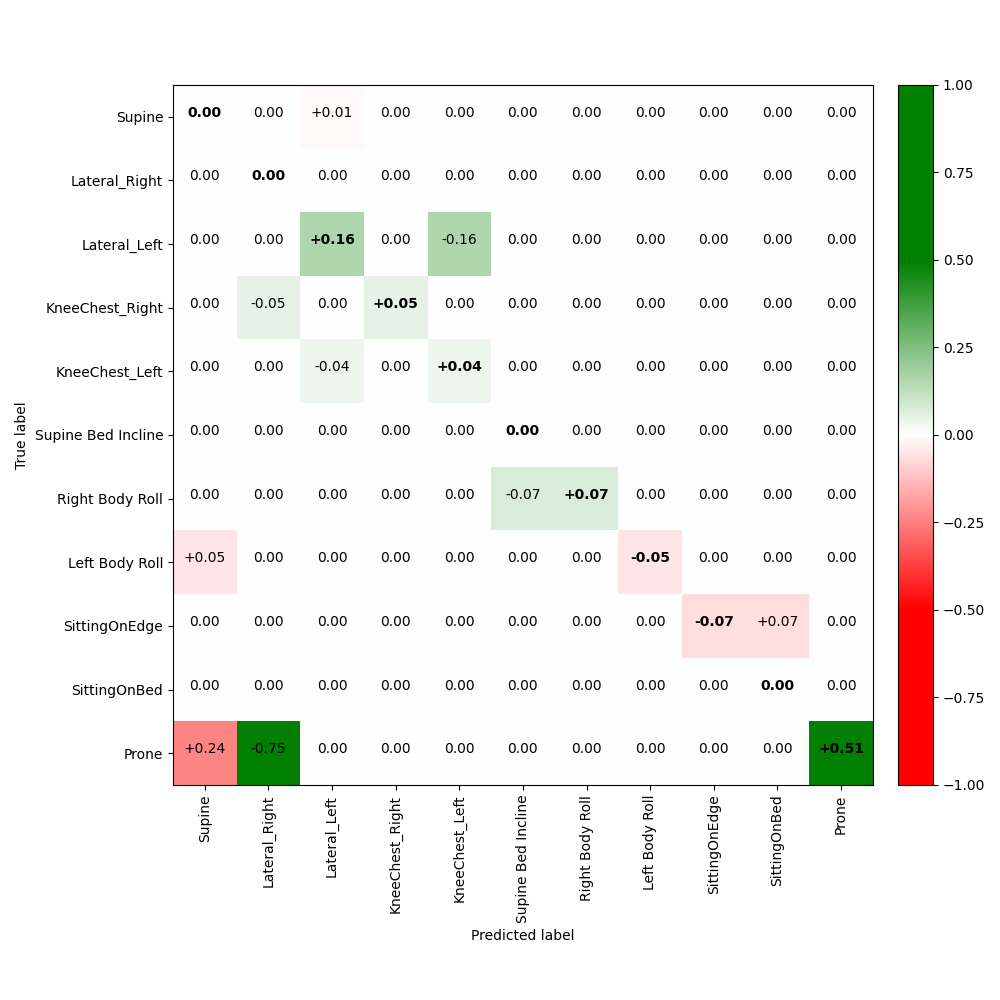 Supine 0.00 0.00 +0.01 0.00 0.00 0.00 0.00 0.00 0.00 0.00 0.00
Lateral_Right 0.00 0.00 0.00 0.00 0.00 0.00 0.00 0.00 0.00 0.00 0.00
Lateral_Left 0.00 0.00 +0.16 0.00 -0.16 0.00 0.00 0.00 0.00 0.00 0.00
KneeChest_Right 0.00 -0.05 0.00 +0.05 0.00 0.00 0.00 0.00 0.00 0.00 0.00
KneeChest_Left 0.00 0.00 -0.04 0.00 +0.04 0.00 0.00 0.00 0.00 0.00 0.00
Supine Bed Incline 0.00 0.00 0.00 0.00 0.00 0.00 0.00 0.00 0.00 0.00 0.00
Right Body Roll 0.00 0.00 0.00 0.00 0.00 -0.07 +0.07 0.00 0.00 0.00 0.00
Left Body Roll +0.05 0.00 0.00 0.00 0.00 0.00 0.00 -0.05 0.00 0.00 0.00
SittingOnEdge 0.00 0.00 0.00 0.00 0.00 0.00 0.00 0.00 -0.07 +0.07 0.00
SittingOnBed 0.00 0.00 0.00 0.00 0.00 0.00 0.00 0.00 0.00 0.00 0.00
Prone +0.24 -0.75 0.00 0.00 0.00 0.00 0.00 0.00 0.00 0.00 +0.51
True label
Supine
Lateral_Right
Lateral_Left
KneeChest_Right
KneeChest_Left
Supine Bed Incline
Right Body Roll
Left Body Roll
SittingOnEdge
SittingOnBed
Prone
Predicted label
1.00
0.75
0.50
0.25
0.00
−0.25
−0.50
−0.75
−1.00